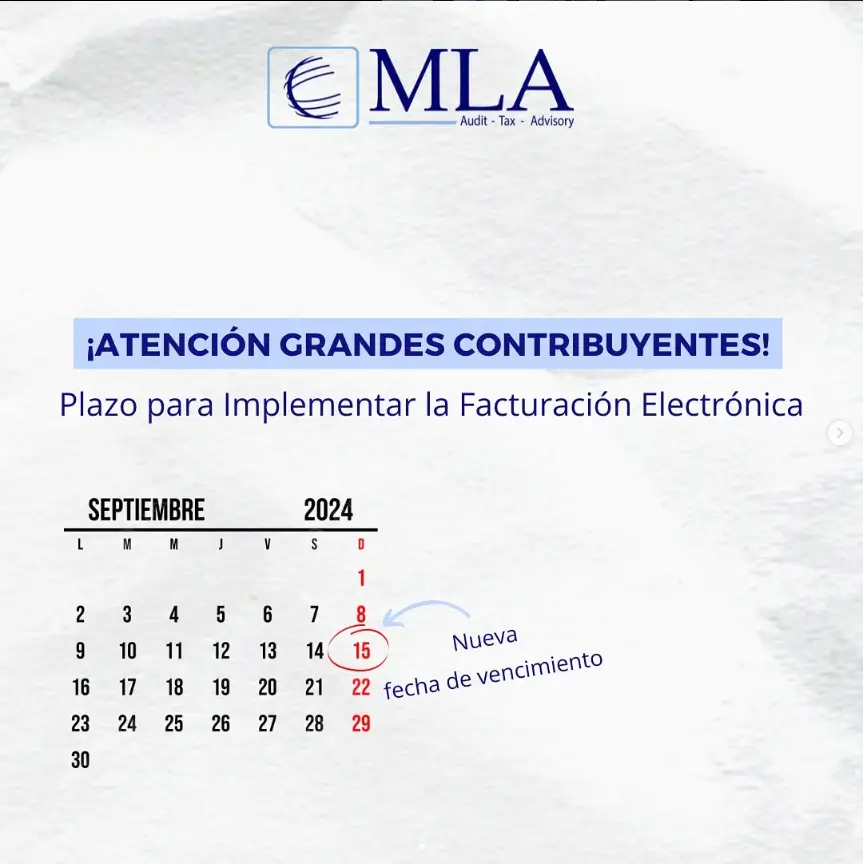 MLA
Audit - Tax - Advisory
¡ATENCIÓN GRANDES CONTRIBUYENTES!
Plazo para Implementar la Facturación Electrónica
SEPTIEMBRE 2024
L M M J V S D
1
2 3 4 5 6 7 8
9 10 11 12 13 14 15
16 17 18 19 20 21 22
23 24 25 26 27 28 29
30
Nueva
fecha de vencimiento